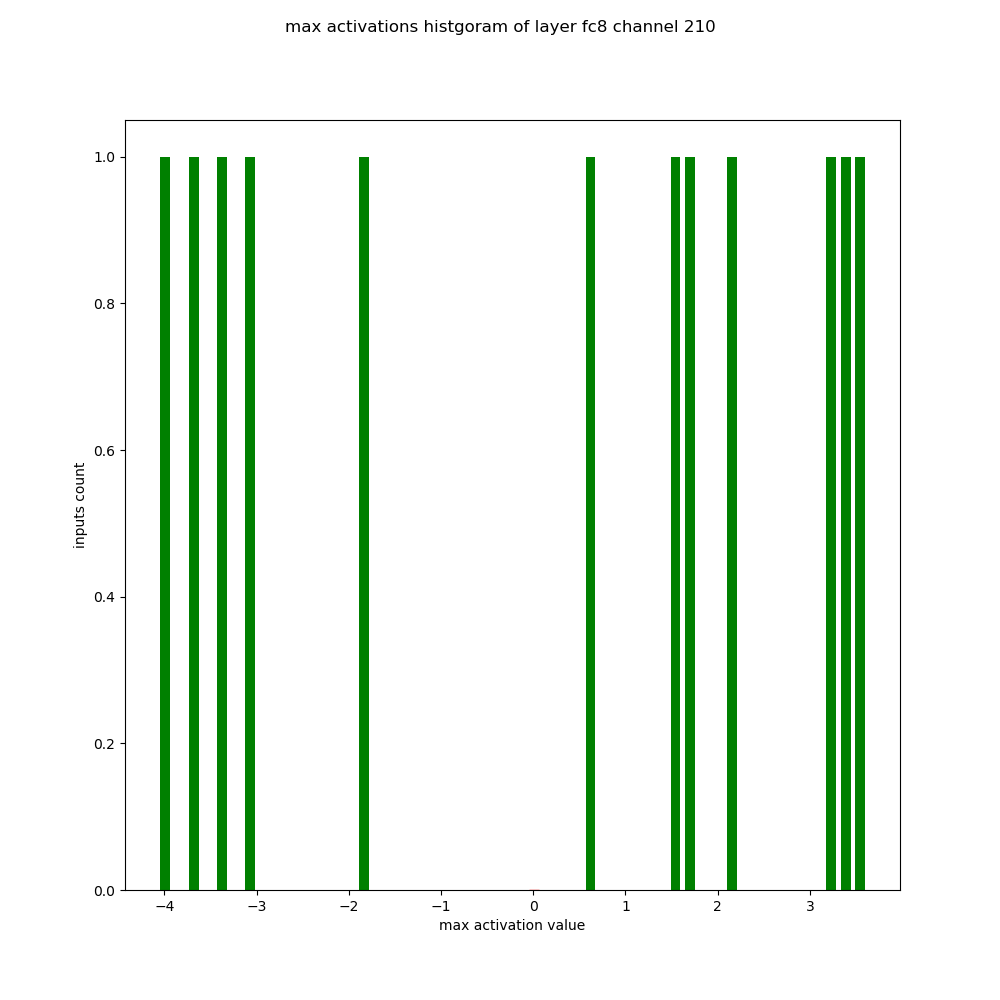 max activations histgoram of layer fc8 channel 210
1.0
0.8
0.6
0.4
0.2
0.0
inputs count
−4 −3 −2 −1 0 1 2 3
max activation value